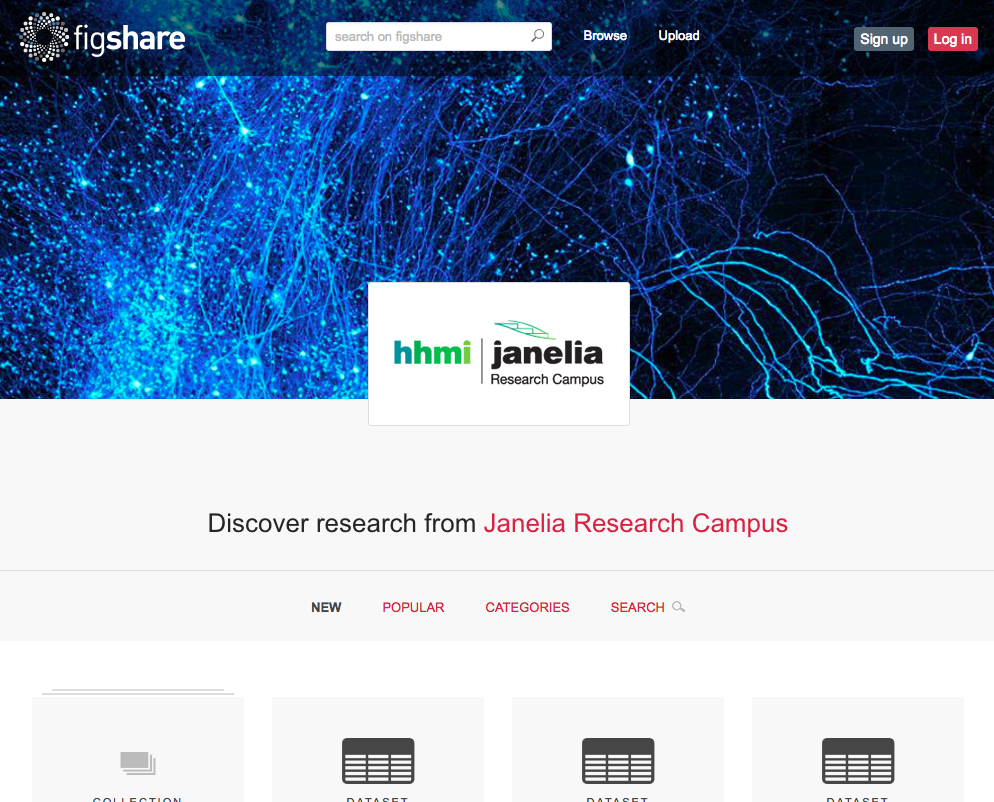 figshare
search on figshare
Browse
Upload
Sign up
Log in
hhmi
janelia
Research Campus
Discover research from Janelia Research Campus
NEW
POPULAR
CATEGORIES
SEARCH
COLLECTION
DATASET
DATASET
DATASET